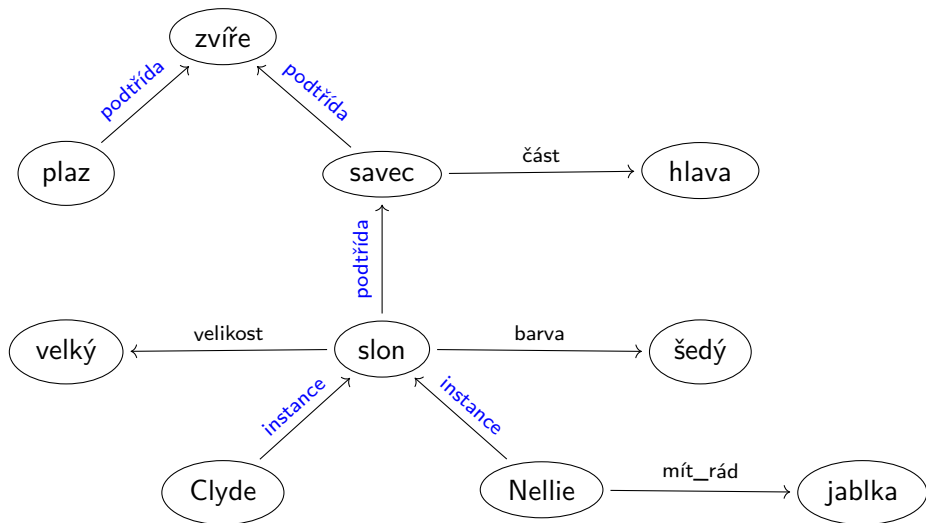 zvíře
podtřída
podtřída
plaz
savec
část
hlava
podtřída
velký
velikost
slon
barva
šedý
instance
instance
Clyde
Nellie
mít_rád
jablka